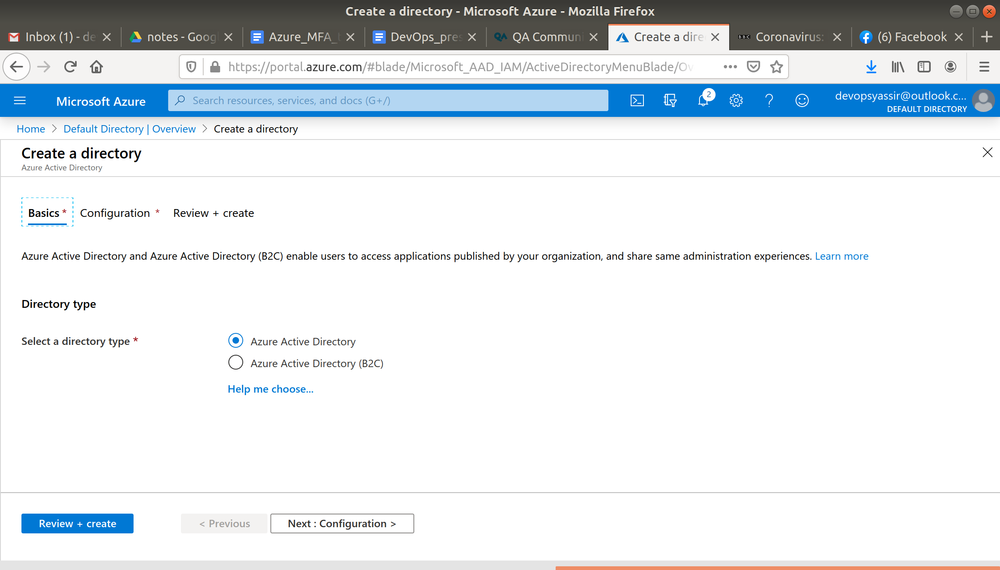 Create a directory - Microsoft Azure - Mozilla Firefox
Inbox (1) - de
notes - Goog
Azure_MFA_t
DevOps_pres
QA Communi
Create a dire
BBC
Coronavirus:
(6) Facebook
https://portal.azure.com/#blade/Microsoft_AAD_IAM/ActiveDirectoryMenuBlade/Ov
Microsoft Azure
Search resources, services, and docs (G+/)
2
devopsyassir@outlook.c...
DEFAULT DIRECTORY
Home > Default Directory | Overview > Create a directory
Create a directory
Azure Active Directory
Basics * Configuration * Review + create
Azure Active Directory and Azure Active Directory (B2C) enable users to access applications published by your organization, and share same administration experiences. Learn more
Directory type
Select a directory type *
Azure Active Directory
Azure Active Directory (B2C)
Help me choose...
Review + create
< Previous
Next : Configuration >